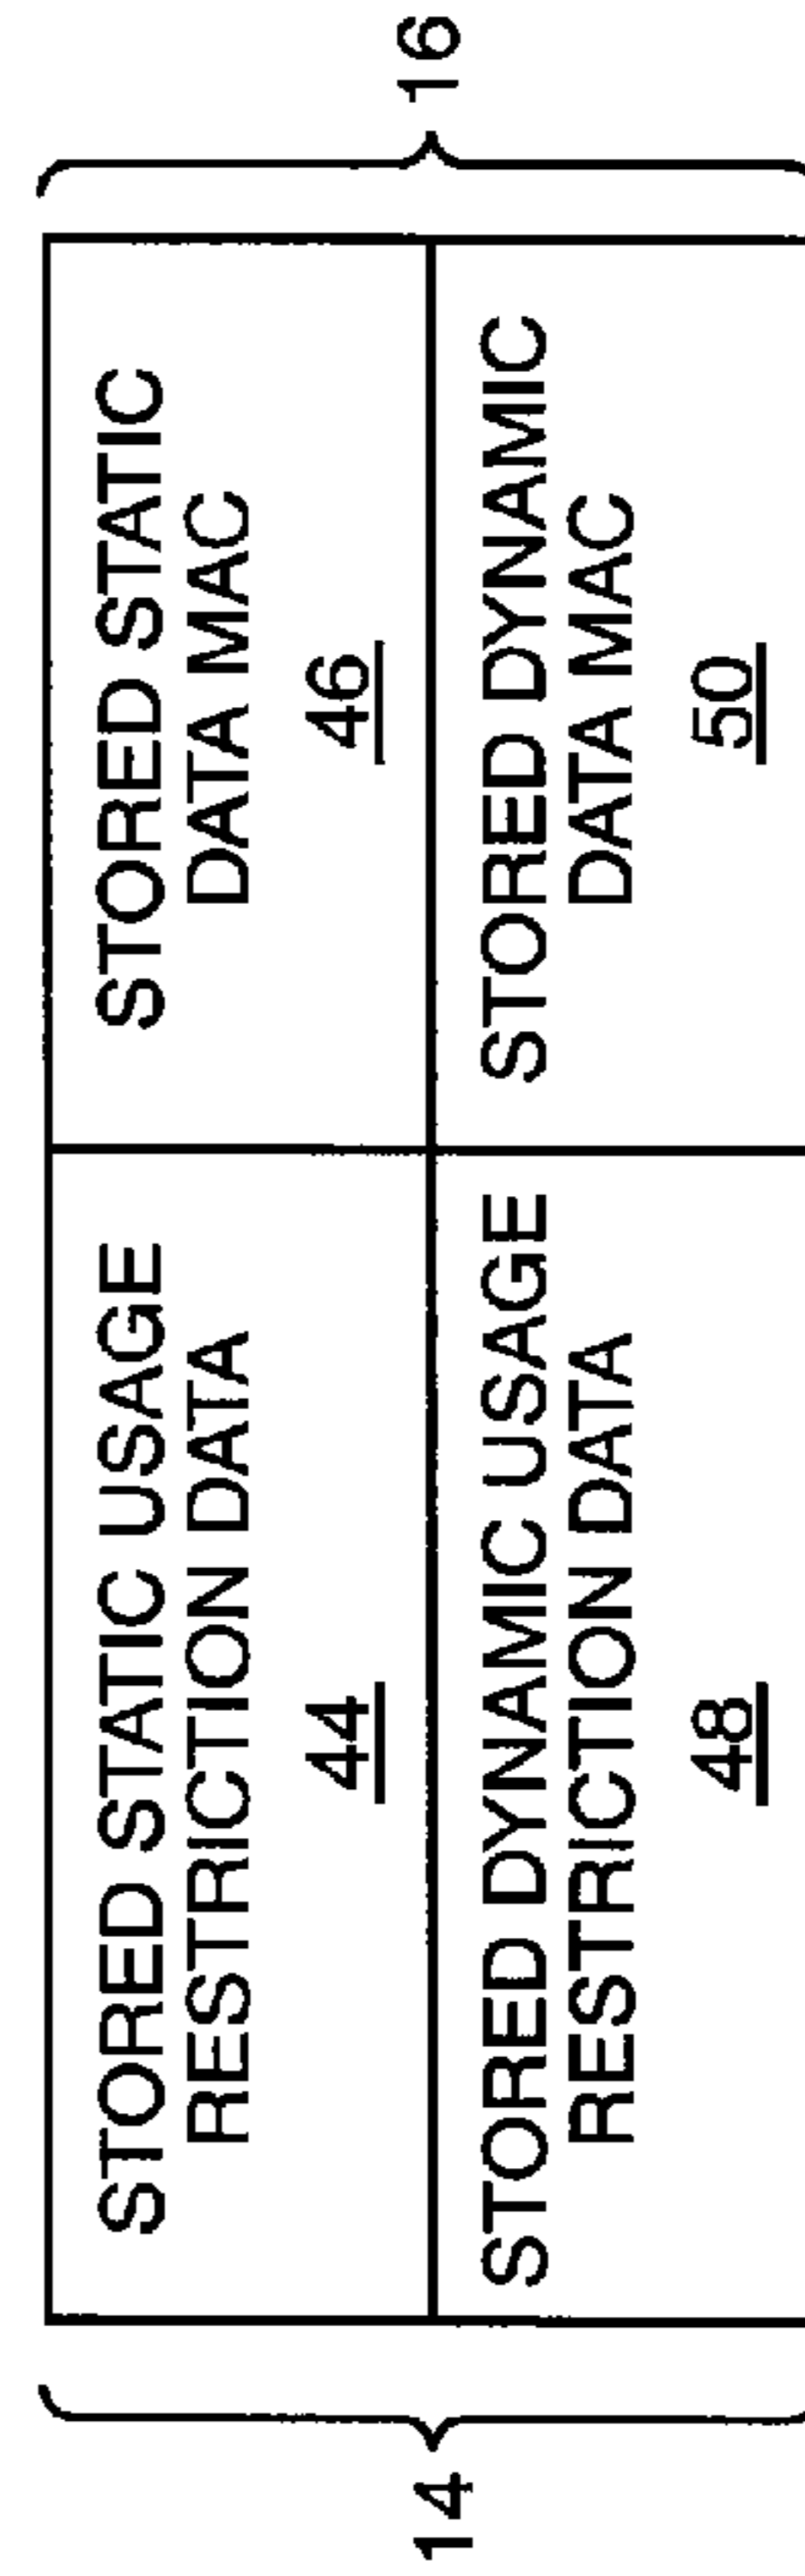 14
STORED STATIC USAGE
RESTRICTION DATA
44
STORED STATIC
DATA MAC
46
STORED DYNAMIC USAGE
RESTRICTION DATA
48
STORED DYNAMIC
DATA MAC
50
16